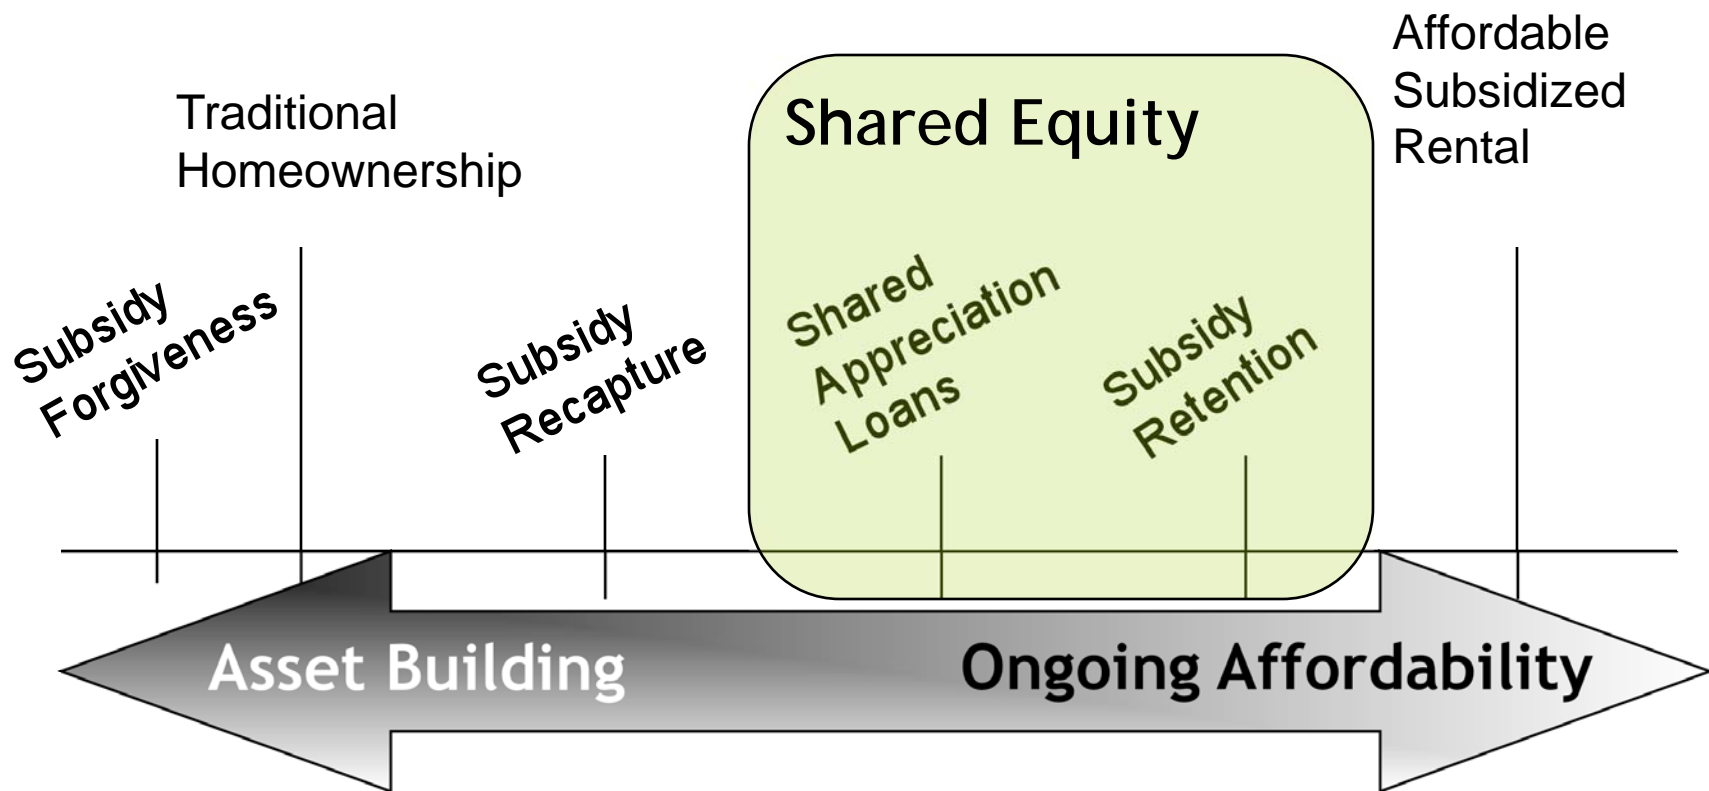 Traditional
Homeownership
Shared Equity
Affordable
Subsidized
Rental
Subsidy
Forgiveness
Subsidy
Recapture
Shared
Appreciation
Loans
Subsidy
Retention
Asset Building
Ongoing Affordability